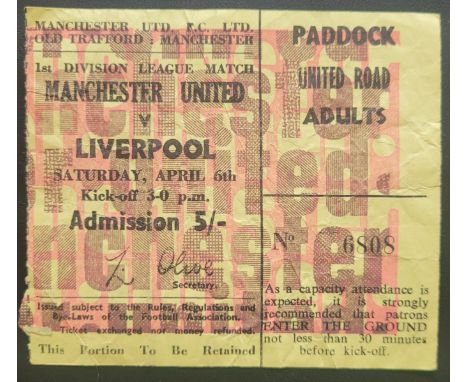 MANCHESTER UTD F.C. LTD.
OLD TRAFFORD : MANCHESTER
1st DIVISION LEAGUE MATCH
MANCHESTER UNITED
V
LIVERPOOL
SATURDAY, APRIL 6th
Kick-off 3-0 p.m.
Admission 5/-
L. Olive
Secretary.
Issued subject to the Rules, Regulations and
Bye-Laws of the Football Association.
Ticket exchanged nor money refunded.
This Portion To Be Retained
PADDOCK
UNITED ROAD
ADULTS
No 6808
As a capacity attendance is
expected, it is strongly
recommended that patrons
ENTER THE GROUND
not less than 30 minutes
before kick-off.